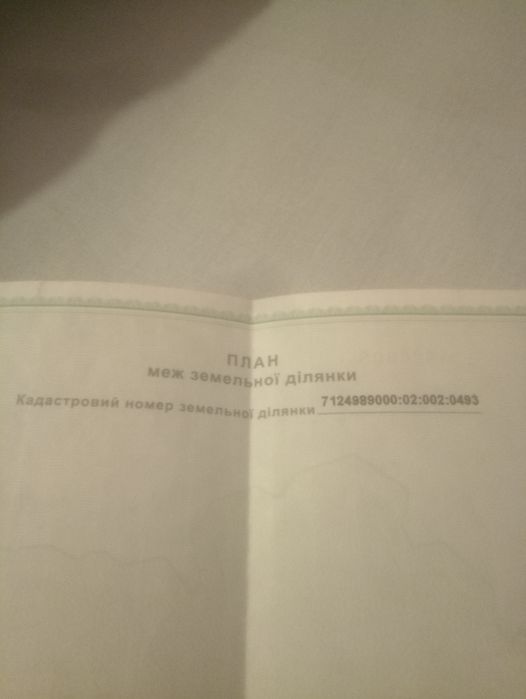 ПЛАН
меж земельної ділянки
Кадастровий номер земельної ділянки 7124989000:02:002:0493